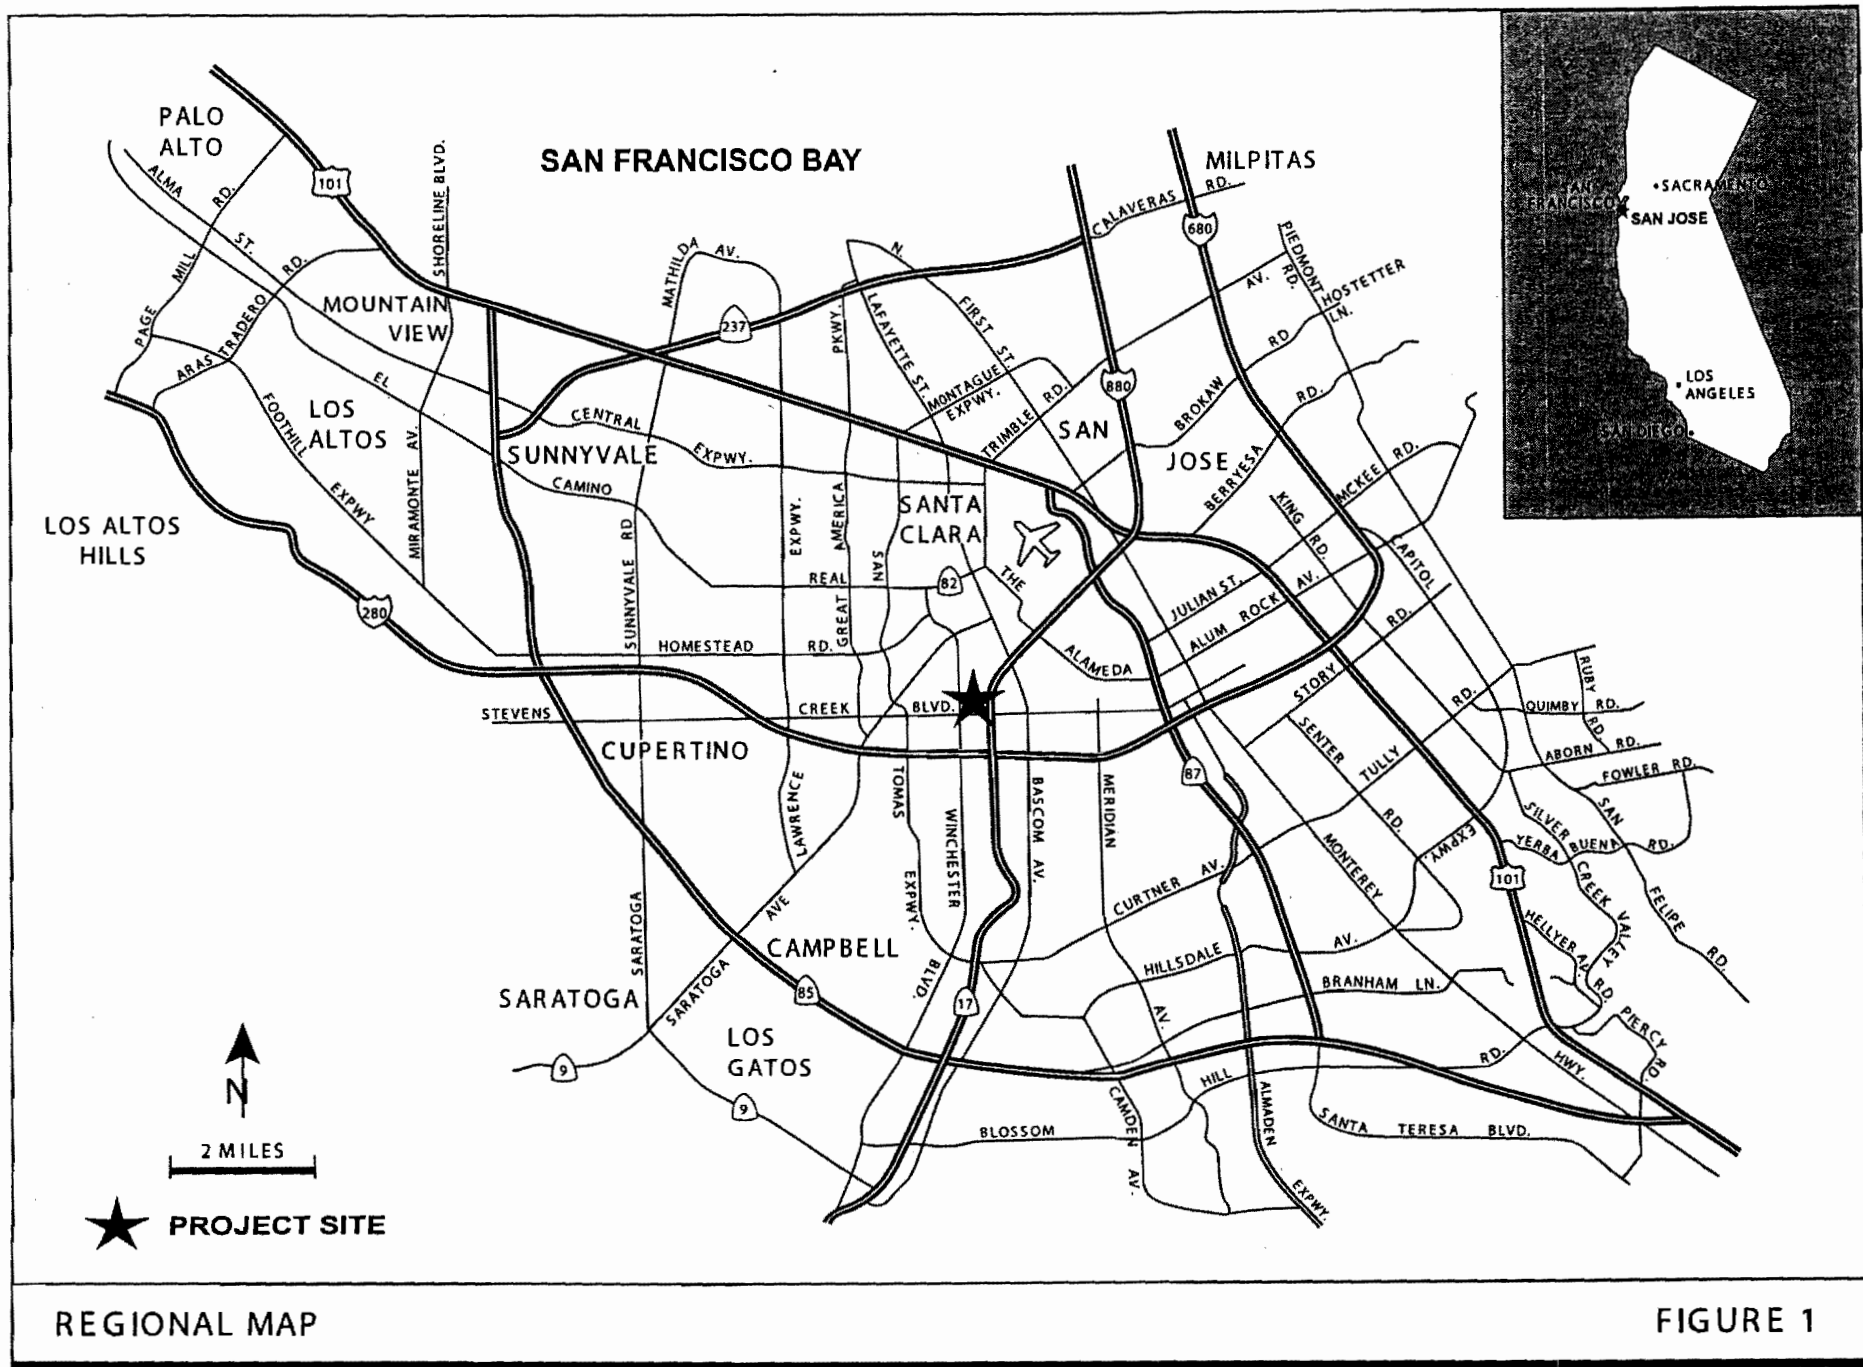 PALO
ALTO
SAN FRANCISCO BAY
MILPITAS
101
680
880
237
SAN
FRANCISCO
•SACRAMENTO
SAN JOSE
LOS
ANGELES
SAN DIEGO
ALMA
ST.
PAGE
MILL
RD.
SHORELINE BLVD.
ARASTRADERO
RD.
MOUNTAIN
VIEW
MATHILDA
AV.
CALAVERAS
RD.
N.
FIRST
ST.
LAFAYETTE ST.
PKWY.
PIEDMONT
RD.
HOSTETTER
LN.
AV.
MONTAGUE
EXPWY.
TRIMBLE
RD.
BROKAW
RD
BERRYESA
RD.
LOS
ALTOS
FOOTHILL
EXPWY
EL
CAMINO
REAL
CENTRAL
EXPWY.
SUNNYVALE
SAN
JOSE
MCKEE
RD.
KING
RD.
CAPITOL
MIRAMONTE AV.
LOS ALTOS
HILLS
280
SANTA
CLARA
82
THE
ALAMEDA
SUNNYVALE RD
EXPWY.
GREAT
AMERICA
SAN
JULIAN ST.
ALUM ROCK
AV.
STORY
RD.
HOMESTEAD
RD.
STEVENS
CREEK
BLVD.
CUPERTINO
87
SENTER
RD.
TULLY
RD.
RUBY
RD.
QUIMBY RD.
ABORN RD.
FOWLER RD.
LAWRENCE
TOMAS
EXPWY.
WINCHESTER
BLVD.
BASCOM AV.
MERIDIAN
AV.
MONTEREY
HWY.
EXPWY.
SILVER
CREEK
VALLEY
RD
SAN
FELIPE
RD.
YERBA BUENA RD.
101
CURTNER AV.
HILLSDALE
AV.
BRANHAM LN.
HELLYER
AV.
PIERCY
RD.
SARATOGA
SARATOGA
AVE
CAMPBELL
SARATOGA
85
17
LOS
GATOS
9
9
BLOSSOM
HILL
RD.
CAMDEN
AV.
ALMADEN
EXPWY.
SANTA TERESA BLVD.
N
2 MILES
PROJECT SITE
REGIONAL MAP
FIGURE 1